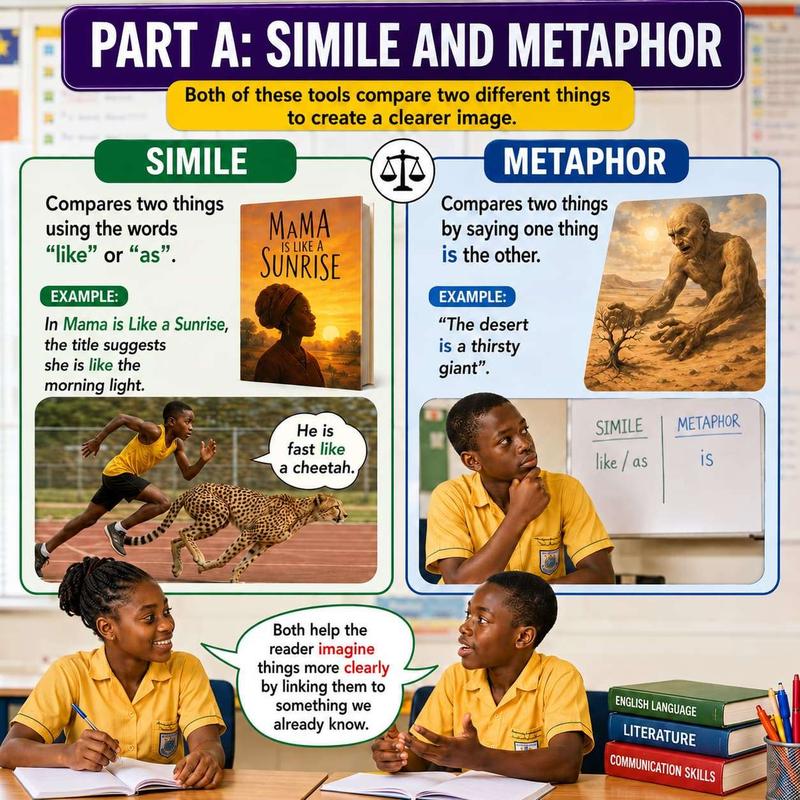 PART A: SIMILE AND METAPHOR
Both of these tools compare two different things
to create a clearer image.
SIMILE
Compares two things
using the words
“like” or “as”.
EXAMPLE:
In Mama is Like a Sunrise,
the title suggests
she is like the
morning light.
MAMA
IS LIKE A
SUNRISE
He is
fast like
a cheetah.
METAPHOR
Compares two things
by saying one thing
is the other.
EXAMPLE:
“The desert
is a thirsty
giant”.
SIMILE METAPHOR
like / as is
Both help the
reader imagine
things more clearly
by linking them to
something we
already know.
ENGLISH LANGUAGE
LITERATURE
COMMUNICATION SKILLS